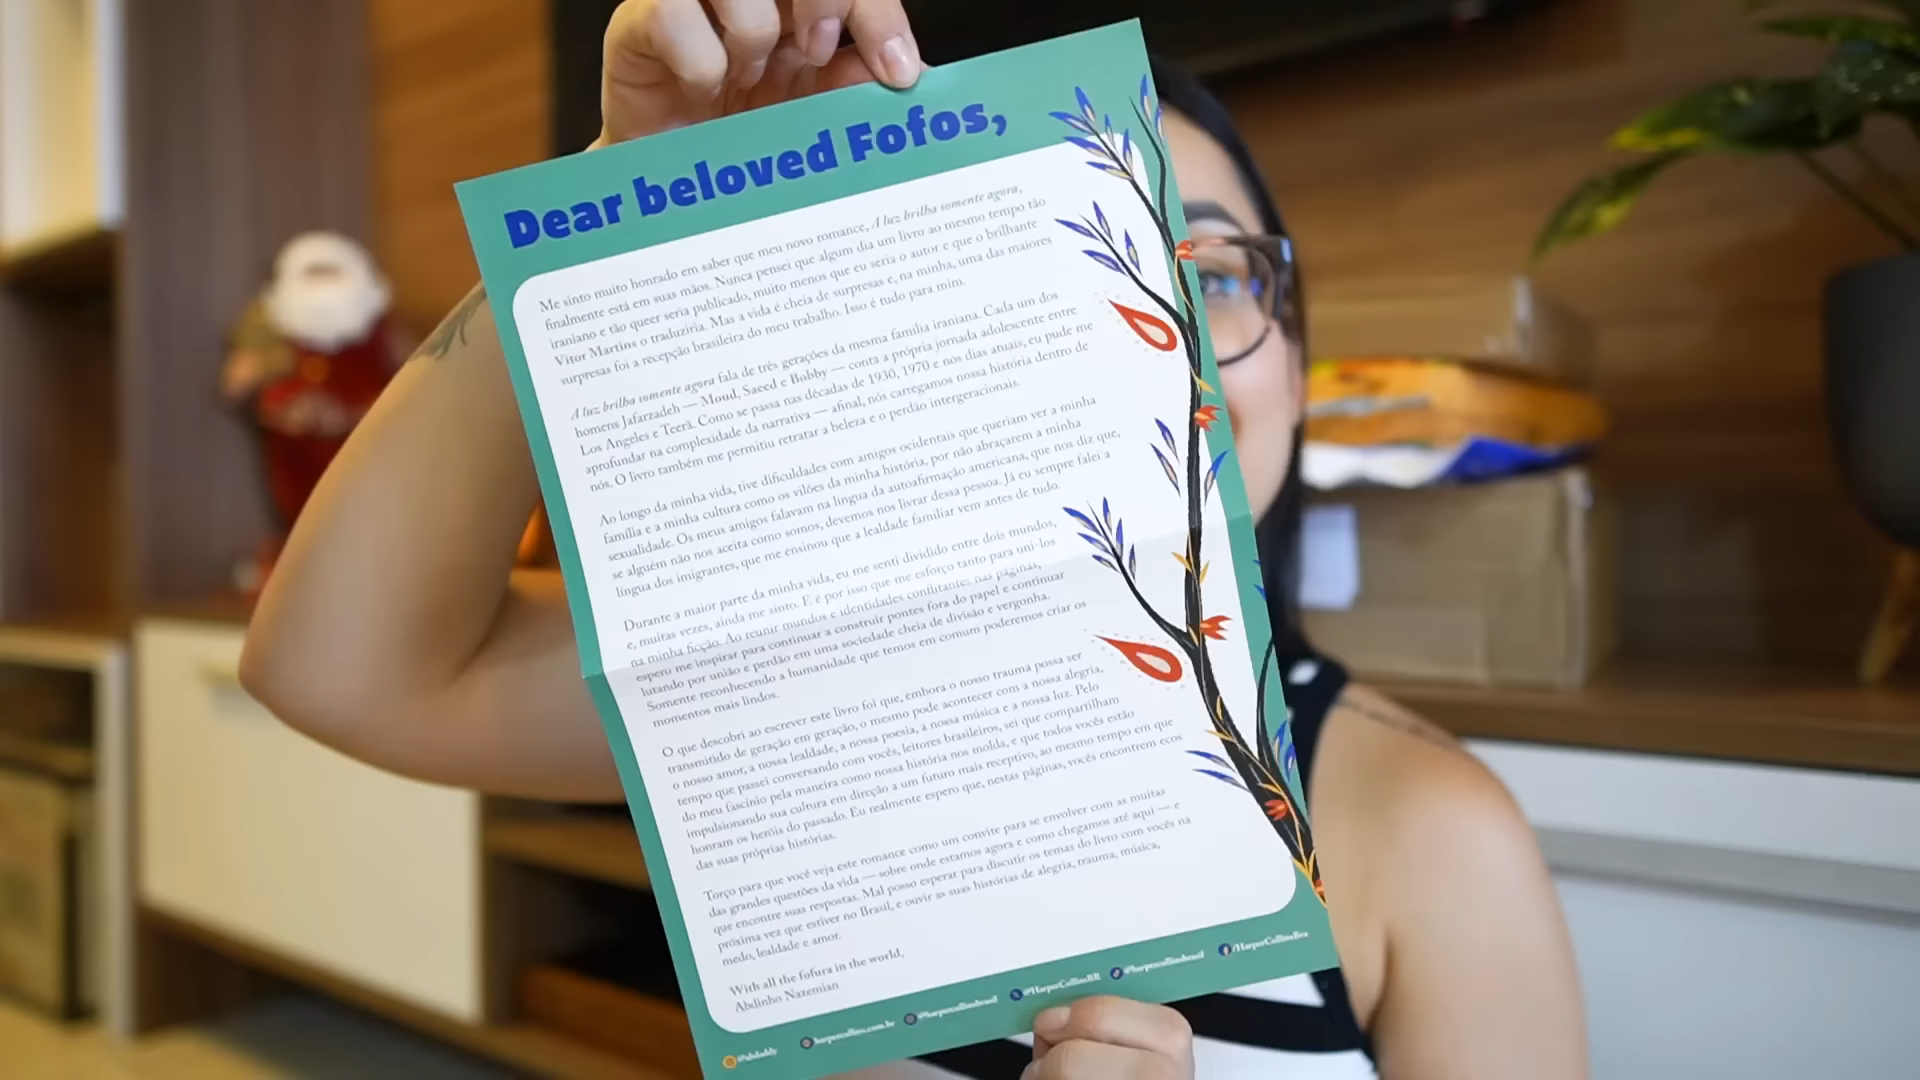 Dear beloved Fofos,
Me sinto muito honrado em saber que meu novo romance, A luz brilha somente agora,
finalmente está em suas mãos. Nunca pensei que algum dia um livro ao mesmo tempo tão
iraniano e tão queer seria publicado, muito menos que eu seria o autor e que o brilhante
Vitor Martins o traduziria. Mas a vida é cheia de surpresas e, na minha, uma das maiores
surpresas foi a recepção brasileira do meu trabalho. Isso é tudo para mim.
A luz brilha somente agora fala de três gerações da mesma família iraniana. Cada um dos
homens Jafarzadeh — Moud, Saeed e Bobby — conta a própria jornada adolescente entre
Los Angeles e Teerã. Como se passa nas décadas de 1930, 1970 e nos dias atuais, eu pude me
aprofundar na complexidade da narrativa — afinal, nós carregamos nossa história dentro de
nós. O livro também me permitiu retratar a beleza e o perdão intergeracionais.
Ao longo da minha vida, tive dificuldades com amigos ocidentais que queriam ver a minha
família e a minha cultura como os vilões da minha história, por não abraçarem a minha
sexualidade. Os meus amigos falavam na língua da autoafirmação americana, que nos diz que,
se alguém não nos aceita como somos, devemos nos livrar dessa pessoa. Já eu sempre falei a
língua dos imigrantes, que me ensinou que a lealdade familiar vem antes de tudo.
Durante a maior parte da minha vida, eu me senti dividido entre dois mundos,
e, muitas vezes, ainda me sinto. E é por isso que me esforço tanto para uni-los
na minha ficção. Ao reunir mundos e identidades conflitantes nas páginas,
espero me inspirar para continuar a construir pontes fora do papel e continuar
lutando por união e perdão em uma sociedade cheia de divisão e vergonha.
Somente reconhecendo a humanidade que temos em comum poderemos criar os
momentos mais lindos.
O que descobri ao escrever este livro foi que, embora o nosso trauma possa ser
transmitido de geração em geração, o mesmo pode acontecer com a nossa alegria,
o nosso amor, a nossa lealdade, a nossa poesia, a nossa música e a nossa luz. Pelo
tempo que passei conversando com vocês, leitores brasileiros, sei que compartilham
do meu fascínio pela maneira como nossa história nos molda, e que todos vocês estão
impulsionando sua cultura em direção a um futuro mais receptivo, ao mesmo tempo em que
honram os heróis do passado. Eu realmente espero que, nestas páginas, vocês encontrem ecos
das suas próprias histórias.
Torço para que você veja este romance como um convite para se envolver com as muitas
das grandes questões da vida — sobre onde estamos agora e como chegamos até aqui — e
que encontre suas respostas. Mal posso esperar para discutir os temas do livro com vocês na
próxima vez que estiver no Brasil, e ouvir as suas histórias de alegria, trauma, música,
medo, lealdade e amor.
With all the fofura in the world,
Abdinho Nazemian
@abdaddy harpercollins.com.br @harpercollinsbrasil @HarperCollinsBR @harpercollinsbrasil /HarperCollinsBra